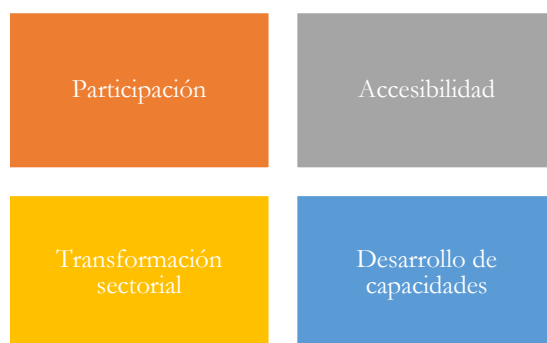 Participación
Accesibilidad
Transformación
sectorial
Desarrollo de
capacidades